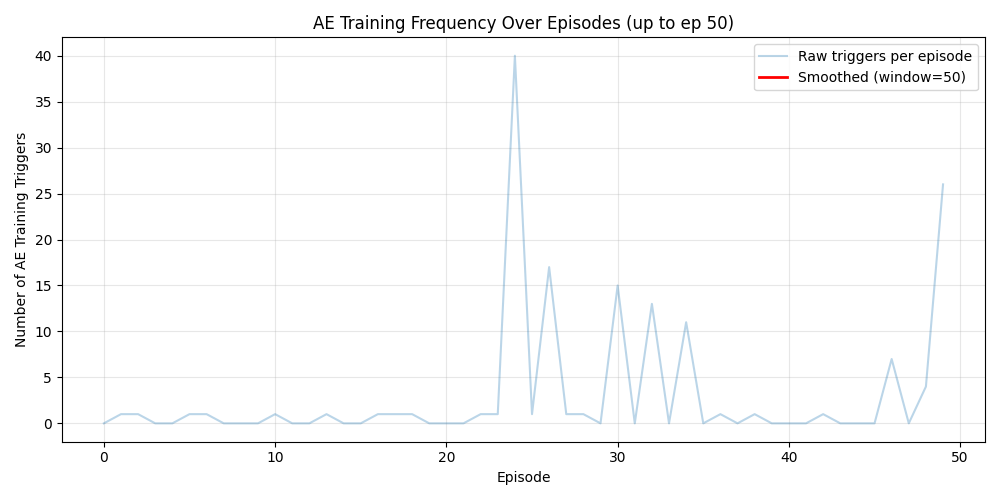 AE Training Frequency Over Episodes (up to ep 50)
Raw triggers per episode
Smoothed (window=50)
Number of AE Training Triggers
40
35
30
25
20
15
10
5
0
0 10 20 30 40 50
Episode